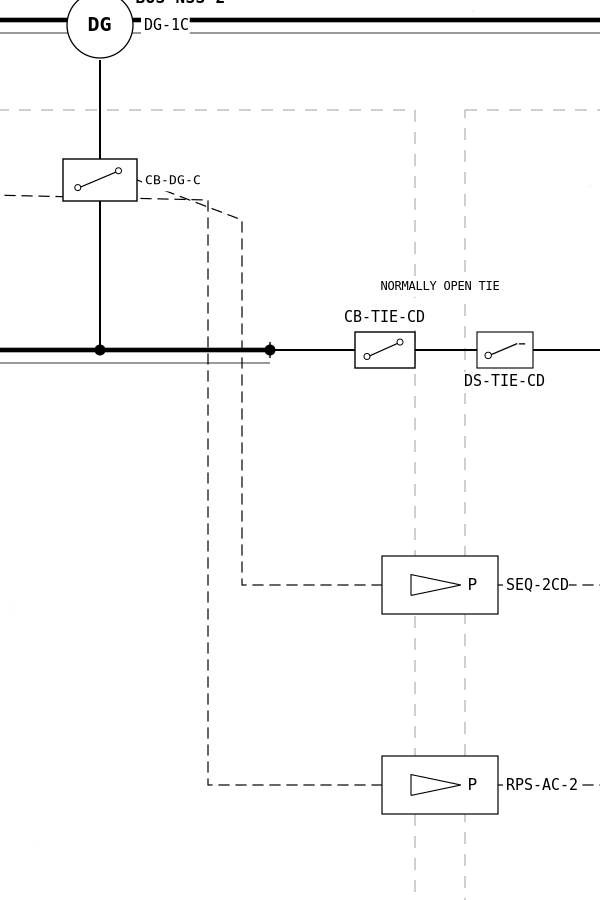 DG
DG-1C
CB-DG-C
NORMALLY OPEN TIE
CB-TIE-CD
DS-TIE-CD
P
SEQ-2CD
P
RPS-AC-2